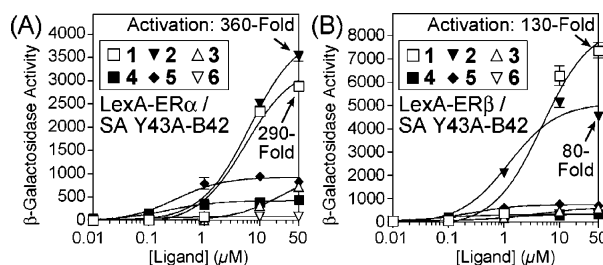 (A)
Activation: 360-Fold
□ 1 ▼ 2 △ 3
■ 4 ◆ 5 ▽ 6
LexA-ERα /
SA Y43A-B42
290-
Fold
β-Galactosidase Activity
4000
3500
3000
2500
2000
1500
1000
500
0
0.01 0.1 1 10 50
[Ligand] (µM)
(B)
Activation: 130-Fold
□ 1 ▼ 2 △ 3
■ 4 ◆ 5 ▽ 6
LexA-ERβ /
SA Y43A-B42
80-
Fold
β-Galactosidase Activity
8000
7000
6000
5000
4000
3000
2000
1000
0
0.01 0.1 1 10 50
[Ligand] (µM)